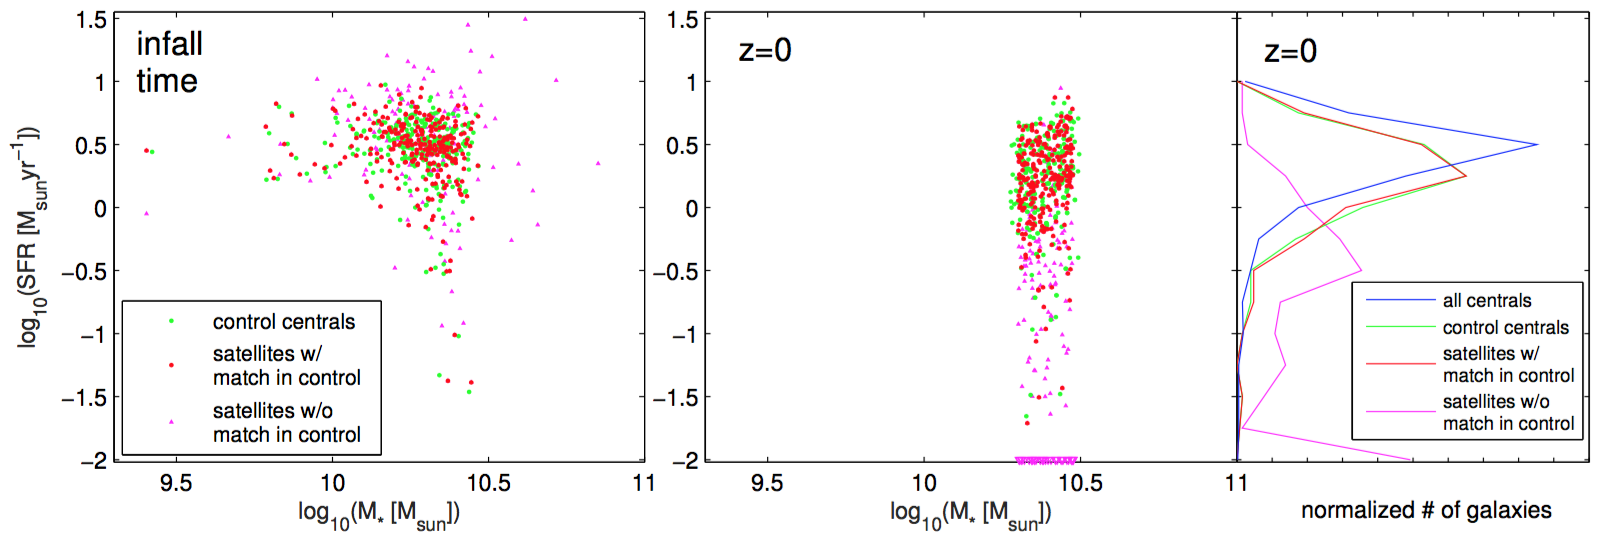 infall
time
1.5
1
0.5
0
−0.5
−1
−1.5
−2
log10(SFR [Msunyr−1])
control centrals
satellites w/
match in control
satellites w/o
match in control
9.5
10
10.5
11
log10(M* [Msun])
z=0
1.5
1
0.5
0
−0.5
−1
−1.5
−2
9.5
10
10.5
11
log10(M* [Msun])
z=0
all centrals
control centrals
satellites w/
match in control
satellites w/o
match in control
normalized # of galaxies